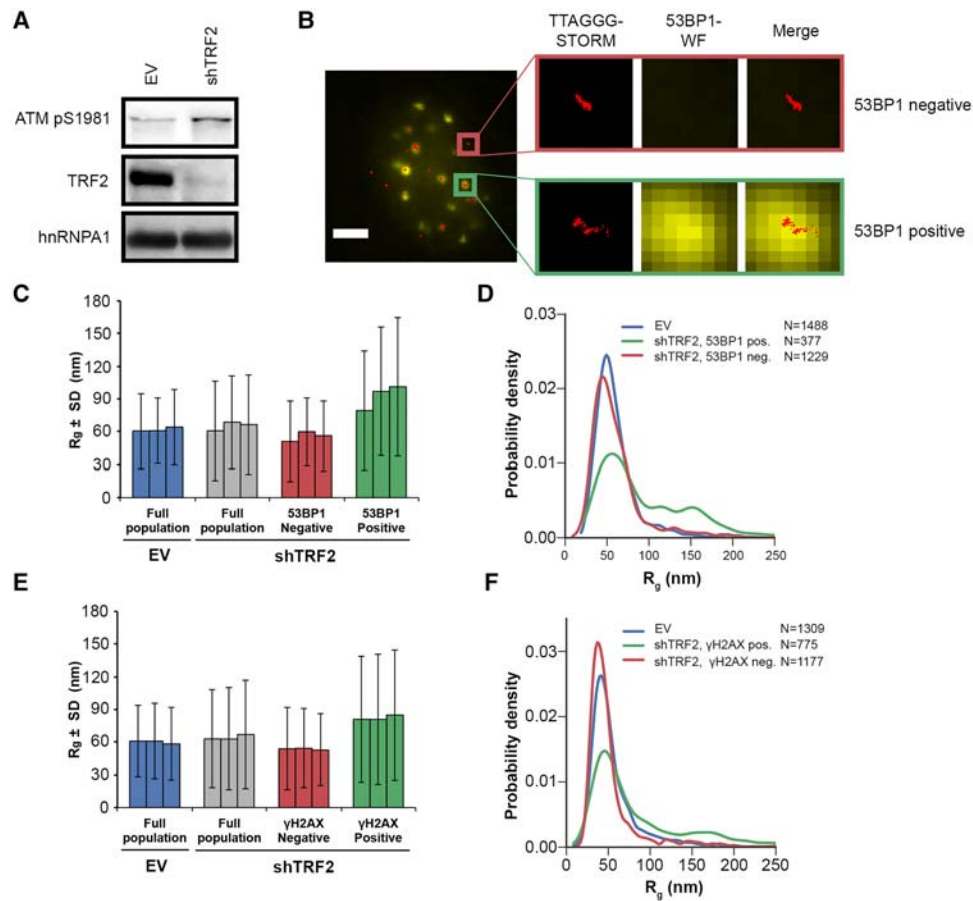 A
EV
shTRF2
ATM pS1981
TRF2
hnRNPA1
B
TTAGGG-
STORM
53BP1-
WF
Merge
53BP1 negative
53BP1 positive
C
180
150
120
90
60
30
0
Rg ± SD (nm)
Full
population
Full
population
53BP1
Negative
53BP1
Positive
EV
shTRF2
D
0.03
0.02
0.01
0.00
Probability density
EV N=1488
shTRF2, 53BP1 pos. N=377
shTRF2, 53BP1 neg. N=1229
0 50 100 150 200 250
Rg (nm)
E
180
150
120
90
60
30
0
Rg ± SD (nm)
Full
population
Full
population
γH2AX
Negative
γH2AX
Positive
EV
shTRF2
F
0.03
0.02
0.01
0.00
Probability density
EV N=1309
shTRF2, γH2AX pos. N=775
shTRF2, γH2AX neg. N=1177
0 50 100 150 200 250
Rg (nm)